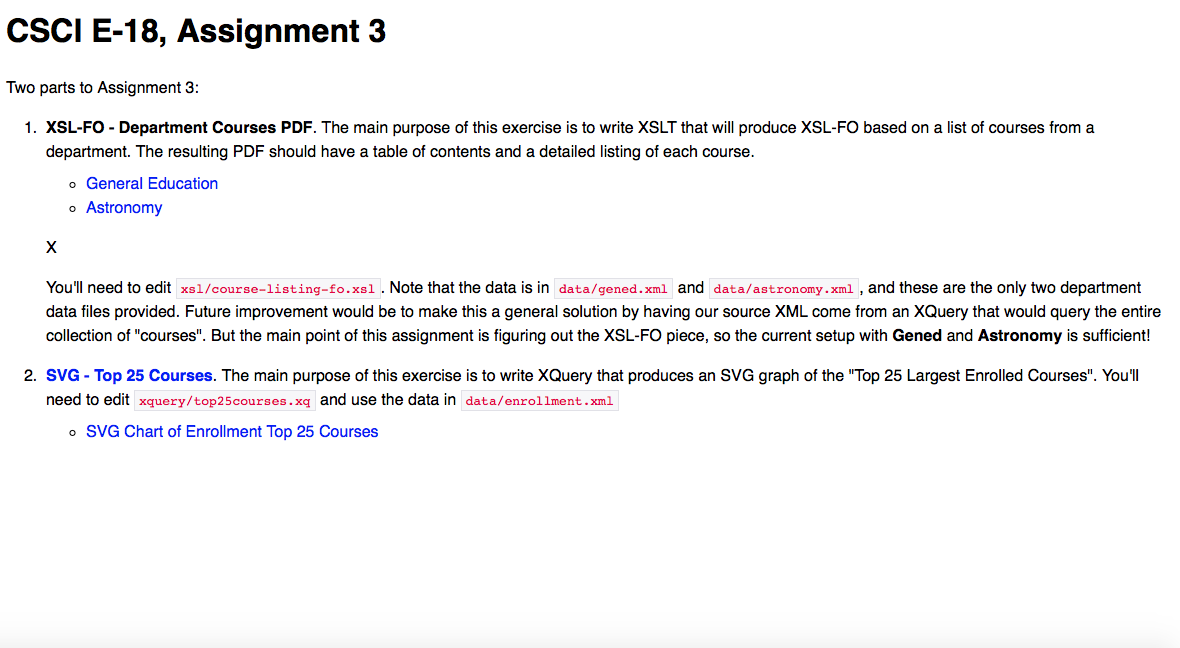 CSCI E-18, Assignment 3
Two parts to Assignment 3:
1. XSL-FO - Department Courses PDF. The main purpose of this exercise is to write XSLT that will produce XSL-FO based on a list of courses from a
department. The resulting PDF should have a table of contents and a detailed listing of each course.
General Education
Astronomy
X
You'll need to edit xsl/course-listing-fo.xsl. Note that the data is in data/gened.xml and data/astronomy.xml, and these are the only two department
data files provided. Future improvement would be to make this a general solution by having our source XML come from an XQuery that would query the entire
collection of "courses". But the main point of this assignment is figuring out the XSL-FO piece, so the current setup with Gened and Astronomy is sufficient!
2. SVG - Top 25 Courses. The main purpose of this exercise is to write XQuery that produces an SVG graph of the "Top 25 Largest Enrolled Courses". You'll
need to edit xquery/top25courses.xq and use the data in data/enrollment.xml
SVG Chart of Enrollment Top 25 Courses